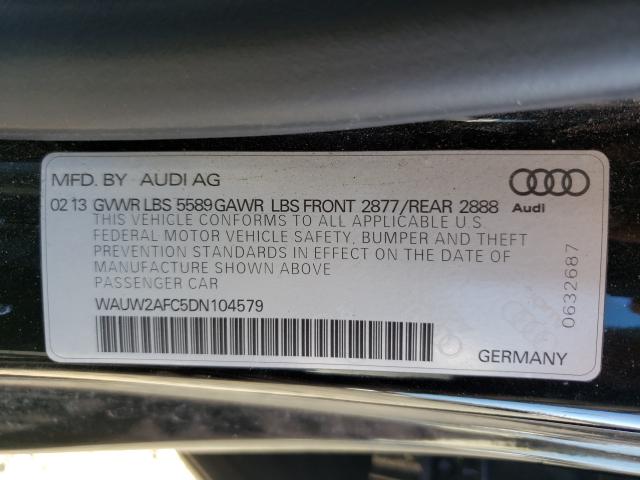 MFD. BY AUDI AG
02 13 GVWR LBS 5589 GAWR LBS FRONT 2877/REAR 2888
Audi
THIS VEHICLE CONFORMS TO ALL APPLICABLE U.S
FEDERAL MOTOR VEHICLE SAFETY, BUMPER AND THEFT
PREVENTION STANDARDS IN EFFECT ON THE DATE OF
MANUFACTURE SHOWN ABOVE
PASSENGER CAR
WAUW2AFC5DN104579
GERMANY
0632687